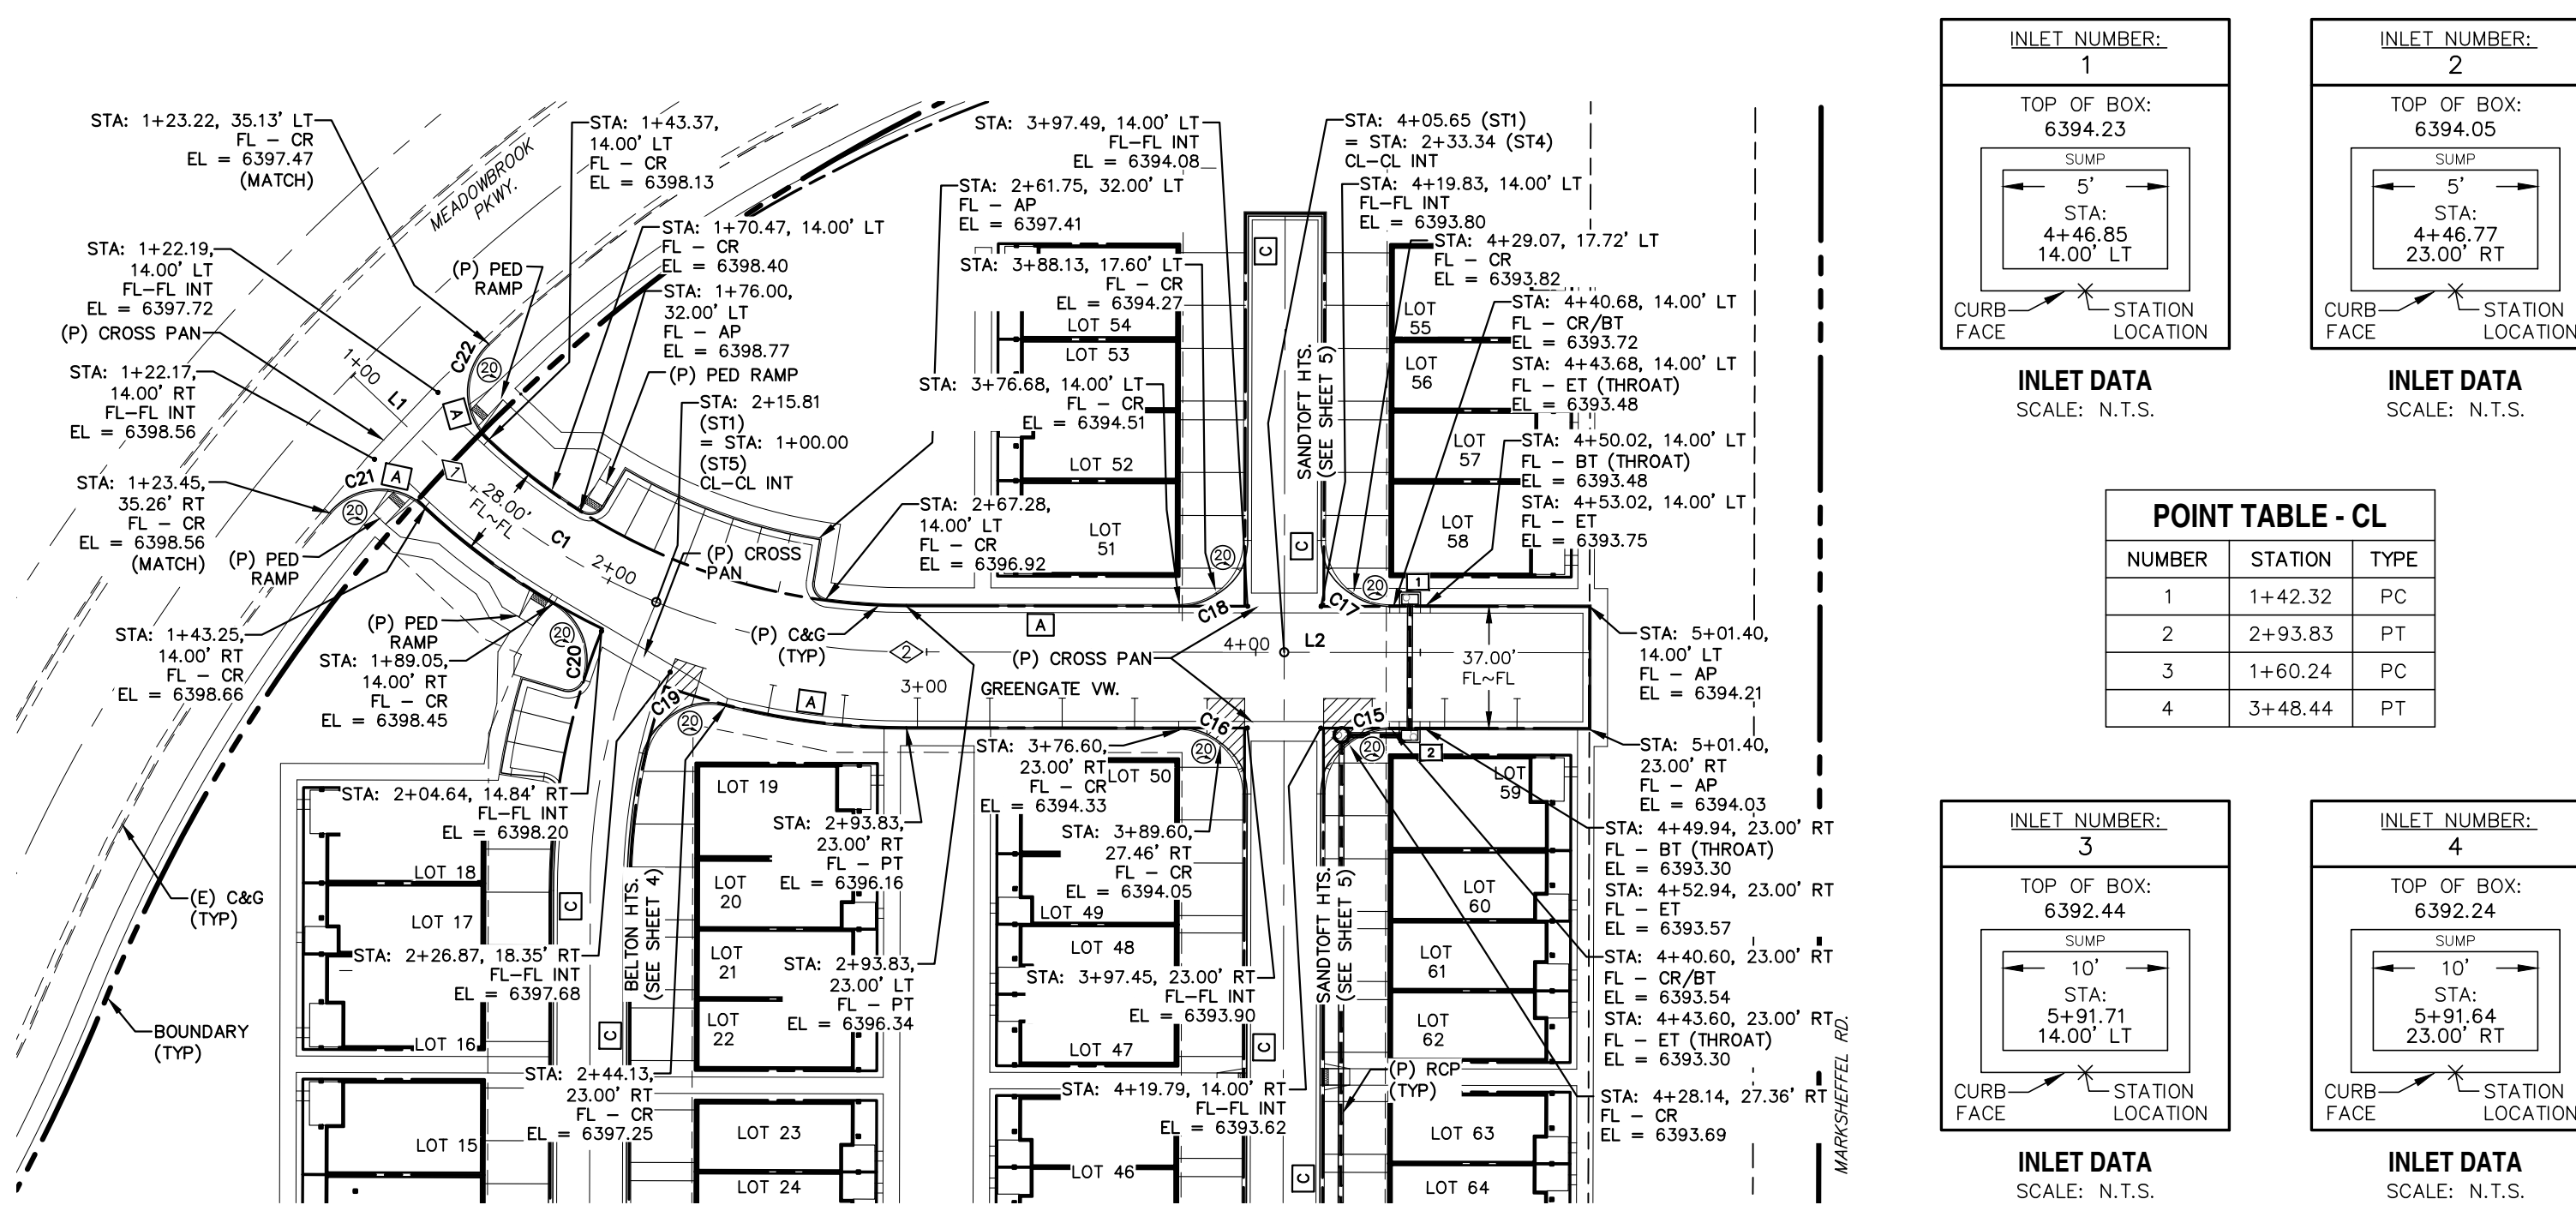 STA: 1+23.22, 35.13' LT
FL - CR
EL = 6397.47
(MATCH)
STA: 1+22.19,
14.00' LT
FL-FL INT
EL = 6397.72
(P) CROSS PAN
STA: 1+22.17,
14.00' RT
FL-FL INT
EL = 6398.56
STA: 1+23.45,
35.26' RT
FL - CR
EL = 6398.56
(MATCH)
(P) PED
RAMP
STA: 1+43.25,
14.00' RT
FL - CR
EL = 6398.66
(P) PED
RAMP
STA: 1+89.05,
14.00' RT
FL - CR
EL = 6398.45
MEADOWBROOK
PKWY.
1+00
L1
C22
20
A
C21
A
20
1
28.00'
FL~FL
C1
2+00
20
C20
(P) PED
RAMP
STA: 1+43.37,
14.00' LT
FL - CR
EL = 6398.13
STA: 1+70.47, 14.00' LT
FL - CR
EL = 6398.40
STA: 1+76.00,
32.00' LT
FL - AP
EL = 6398.77
(P) PED RAMP
STA: 2+15.81
(ST1)
= STA: 1+00.00
(ST5)
CL-CL INT
(P) CROSS
PAN
STA: 3+97.49, 14.00' LT
FL-FL INT
EL = 6394.08
STA: 2+61.75, 32.00' LT
FL - AP
EL = 6397.41
STA: 3+88.13, 17.60' LT
FL - CR
EL = 6394.27
LOT 54
LOT 53
STA: 3+76.68, 14.00' LT
FL - CR
EL = 6394.51
LOT 52
STA: 2+67.28,
14.00' LT
FL - CR
EL = 6396.92
LOT
51
STA: 4+05.65 (ST1)
= STA: 2+33.34 (ST4)
CL-CL INT
STA: 4+19.83, 14.00' LT
FL-FL INT
EL = 6393.80
STA: 4+29.07, 17.72' LT
FL - CR
EL = 6393.82
STA: 4+40.68, 14.00' LT
FL - CR/BT
EL = 6393.72
STA: 4+43.68, 14.00' LT
FL - ET (THROAT)
EL = 6393.48
STA: 4+50.02, 14.00' LT
FL - BT (THROAT)
EL = 6393.48
STA: 4+53.02, 14.00' LT
FL - ET
EL = 6393.75
C
SANDTOFT HTS.
(SEE SHEET 5)
C
LOT
55
LOT
56
LOT
57
LOT
58
20
20
1
C18
C17
(P) C&G
(TYP)
A
2
(P) CROSS PAN
4+00
L2
37.00'
FL~FL
3+00
GREENGATE VW.
A
C19
20
C16
C15
20
2
STA: 5+01.40,
14.00' LT
FL - AP
EL = 6394.21
STA: 5+01.40,
23.00' RT
FL - AP
EL = 6394.03
STA: 4+49.94, 23.00' RT
FL - BT (THROAT)
EL = 6393.30
STA: 4+52.94, 23.00' RT
FL - ET
EL = 6393.57
STA: 4+40.60, 23.00' RT
FL - CR/BT
EL = 6393.54
STA: 4+43.60, 23.00' RT
FL - ET (THROAT)
EL = 6393.30
STA: 4+28.14, 27.36' RT
FL - CR
EL = 6393.69
MARKSHEFFEL RD.
STA: 2+04.64, 14.84' RT
FL-FL INT
EL = 6398.20
LOT 18
(E) C&G
(TYP)
LOT 17
STA: 2+26.87, 18.35' RT
FL-FL INT
EL = 6397.68
BOUNDARY
(TYP)
LOT 16
STA: 2+44.13,
23.00' RT
FL - CR
EL = 6397.25
LOT 15
C
C
BELTON HTS.
(SEE SHEET 4)
LOT 19
LOT
20
LOT
21
LOT
22
LOT 23
LOT 24
STA: 2+93.83,
23.00' RT
FL - PT
EL = 6396.16
STA: 2+93.83,
23.00' LT
FL - PT
EL = 6396.34
STA: 3+76.60,
23.00' RT
FL - CR
EL = 6394.33
LOT 50
STA: 3+89.60,
27.46' RT
FL - CR
EL = 6394.05
LOT 49
LOT 48
STA: 3+97.45, 23.00' RT
FL-FL INT
EL = 6393.90
LOT 47
STA: 4+19.79, 14.00' RT
FL-FL INT
EL = 6393.62
LOT 46
C
C
SANDTOFT HTS.
(SEE SHEET 5)
(P) RCP
(TYP)
LOT
59
LOT
60
LOT
61
LOT
62
LOT 63
LOT 64
INLET NUMBER:
1
TOP OF BOX:
6394.23
SUMP
5'
STA:
4+46.85
14.00' LT
CURB
FACE
STATION
LOCATION
INLET DATA
SCALE: N.T.S.
INLET NUMBER:
2
TOP OF BOX:
6394.05
SUMP
5'
STA:
4+46.77
23.00' RT
CURB
FACE
STATION
LOCATION
INLET DATA
SCALE: N.T.S.
POINT TABLE - CL
NUMBER STATION TYPE
1 1+42.32 PC
2 2+93.83 PT
3 1+60.24 PC
4 3+48.44 PT
INLET NUMBER:
3
TOP OF BOX:
6392.44
SUMP
10'
STA:
5+91.71
14.00' LT
CURB
FACE
STATION
LOCATION
INLET DATA
SCALE: N.T.S.
INLET NUMBER:
4
TOP OF BOX:
6392.24
SUMP
10'
STA:
5+91.64
23.00' RT
CURB
FACE
STATION
LOCATION
INLET DATA
SCALE: N.T.S.